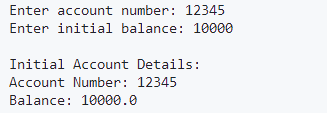 Enter account number: 12345
Enter initial balance: 10000
Initial Account Details:
Account Number: 12345
Balance: 10000.0